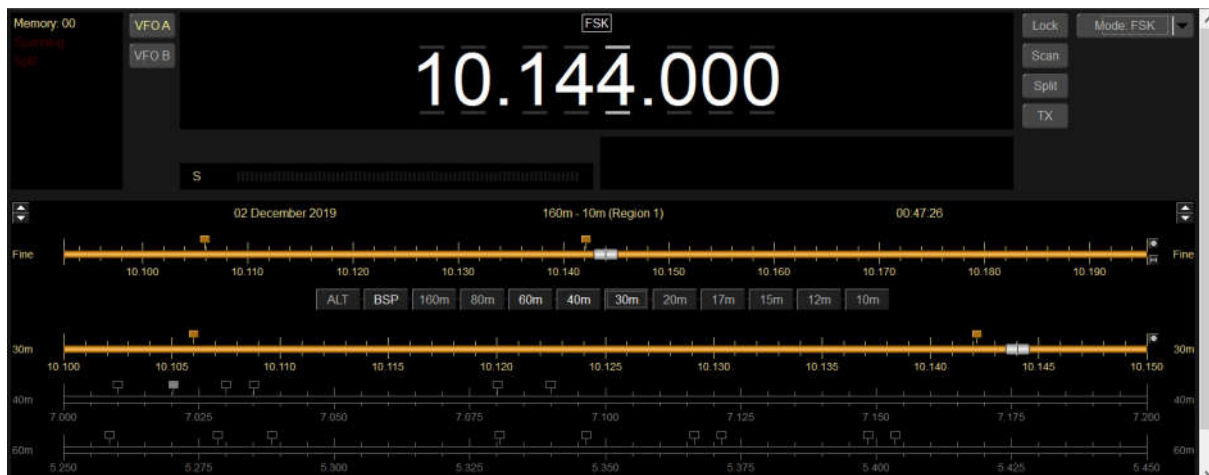 Memory: 00
Scanning
Split
VFO A
VFO B
FSK
10.144.000
Lock
Scan
Split
TX
Mode: FSK
S
02 December 2019 160m - 10m (Region 1) 00:47:26
Fine Fine
10.100 10.110 10.120 10.130 10.140 10.150 10.160 10.170 10.180 10.190
ALT BSP 160m 80m 60m 40m 30m 20m 17m 15m 12m 10m
30m 30m
10.100 10.105 10.110 10.115 10.120 10.125 10.130 10.135 10.140 10.145 10.150
40m 40m
7.000 7.025 7.050 7.075 7.100 7.125 7.150 7.175 7.200
60m 60m
5.250 5.275 5.300 5.325 5.350 5.375 5.400 5.425 5.450